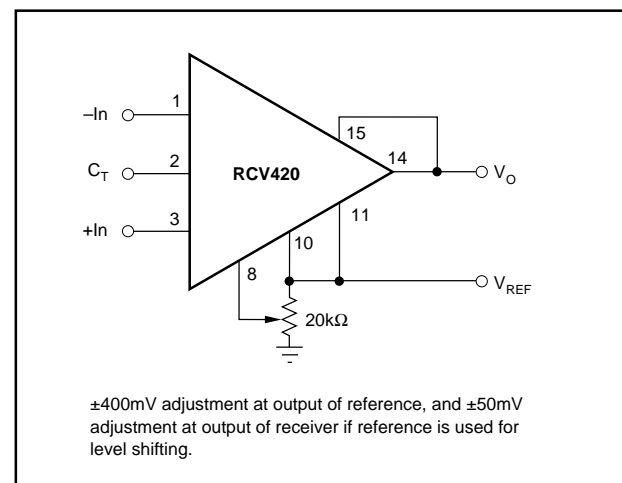 –In
1
15
C_T
2
RCV420
14
V_O
+In
3
11
10
8
V_REF
20kΩ
±400mV adjustment at output of reference, and ±50mV
adjustment at output of receiver if reference is used for
level shifting.